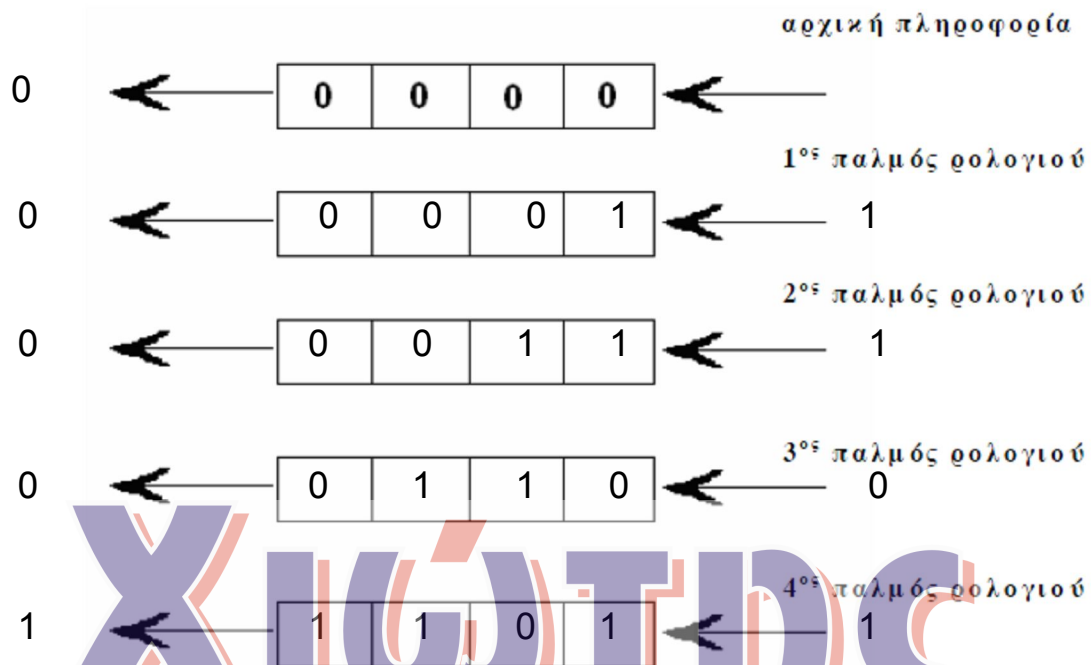 αρχική πληροφορία
0 0 0 0 0
1ος παλμός ρολογιού
0 0 0 0 1 1
2ος παλμός ρολογιού
0 0 0 1 1 1
3ος παλμός ρολογιού
0 0 1 1 0 0
4ος παλμός ρολογιού
1 1 1 0 1 1
Χιώτης